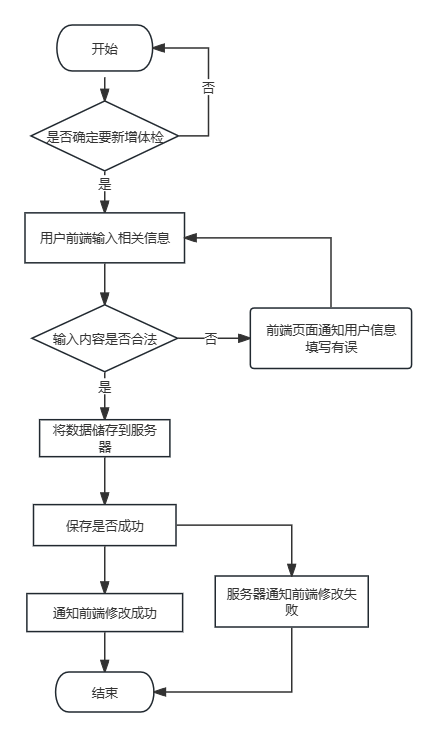 开始
否
是否确定要新增体检
是
用户前端输入相关信息
输入内容是否合法
否
前端页面通知用户信息
填写有误
是
将数据储存到服务
器
保存是否成功
服务器通知前端修改失
败
通知前端修改成功
结束